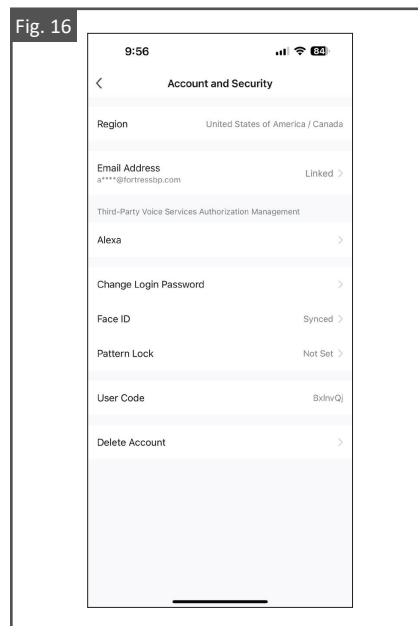 Fig. 16
9:56
84
Account and Security
Region United States of America / Canada
Email Address
a****@fortressbp.com
Linked
Third-Party Voice Services Authorization Management
Alexa
Change Login Password
Face ID Synced
Pattern Lock Not Set
User Code BxlnvQj
Delete Account